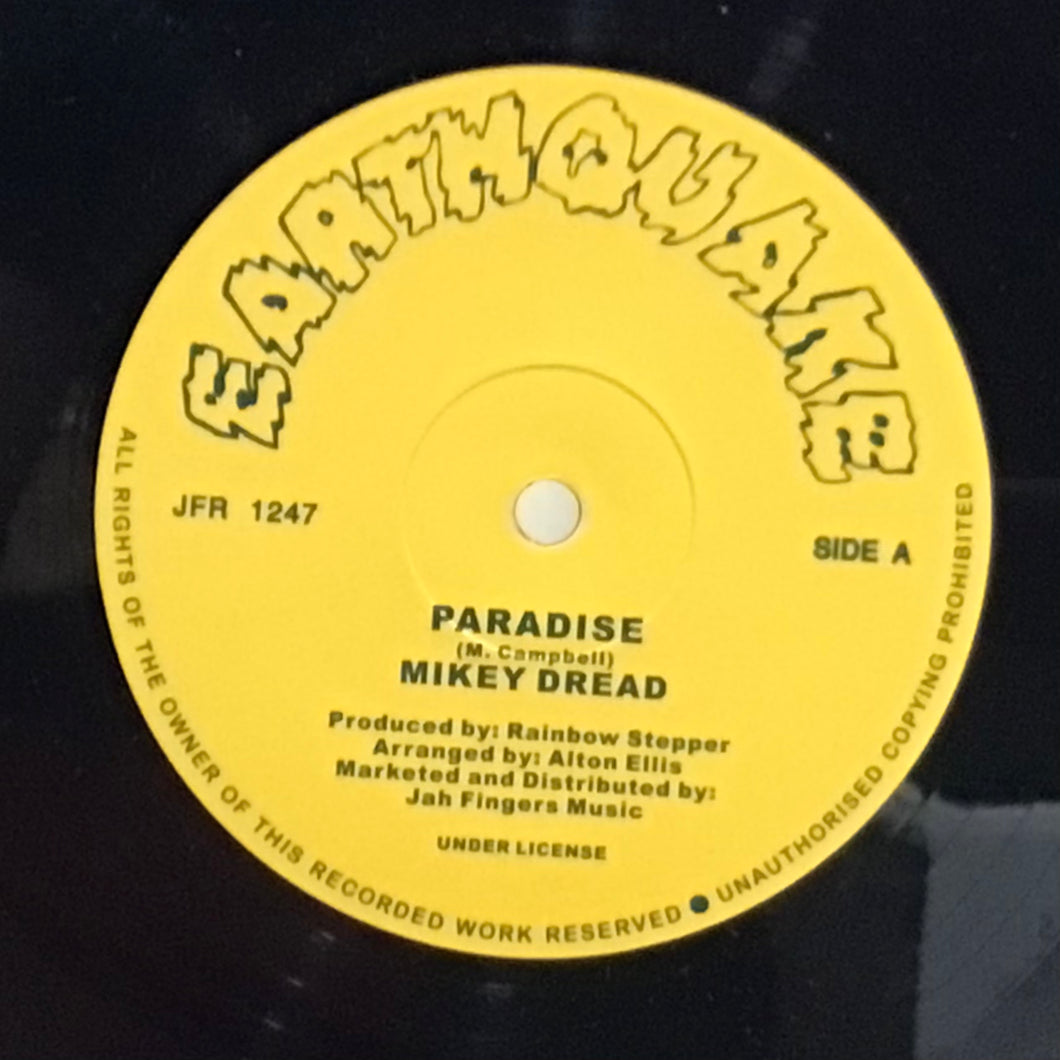 EARTHQUAKE
JFR 1247
SIDE A
PARADISE
(M. Campbell)
MIKEY DREAD
Produced by: Rainbow Stepper
Arranged by: Alton Ellis
Marketed and Distributed by:
Jah Fingers Music
UNDER LICENSE
ALL RIGHTS OF THE OWNER OF THIS RECORDED WORK RESERVED ● UNAUTHORISED COPYING PROHIBITED